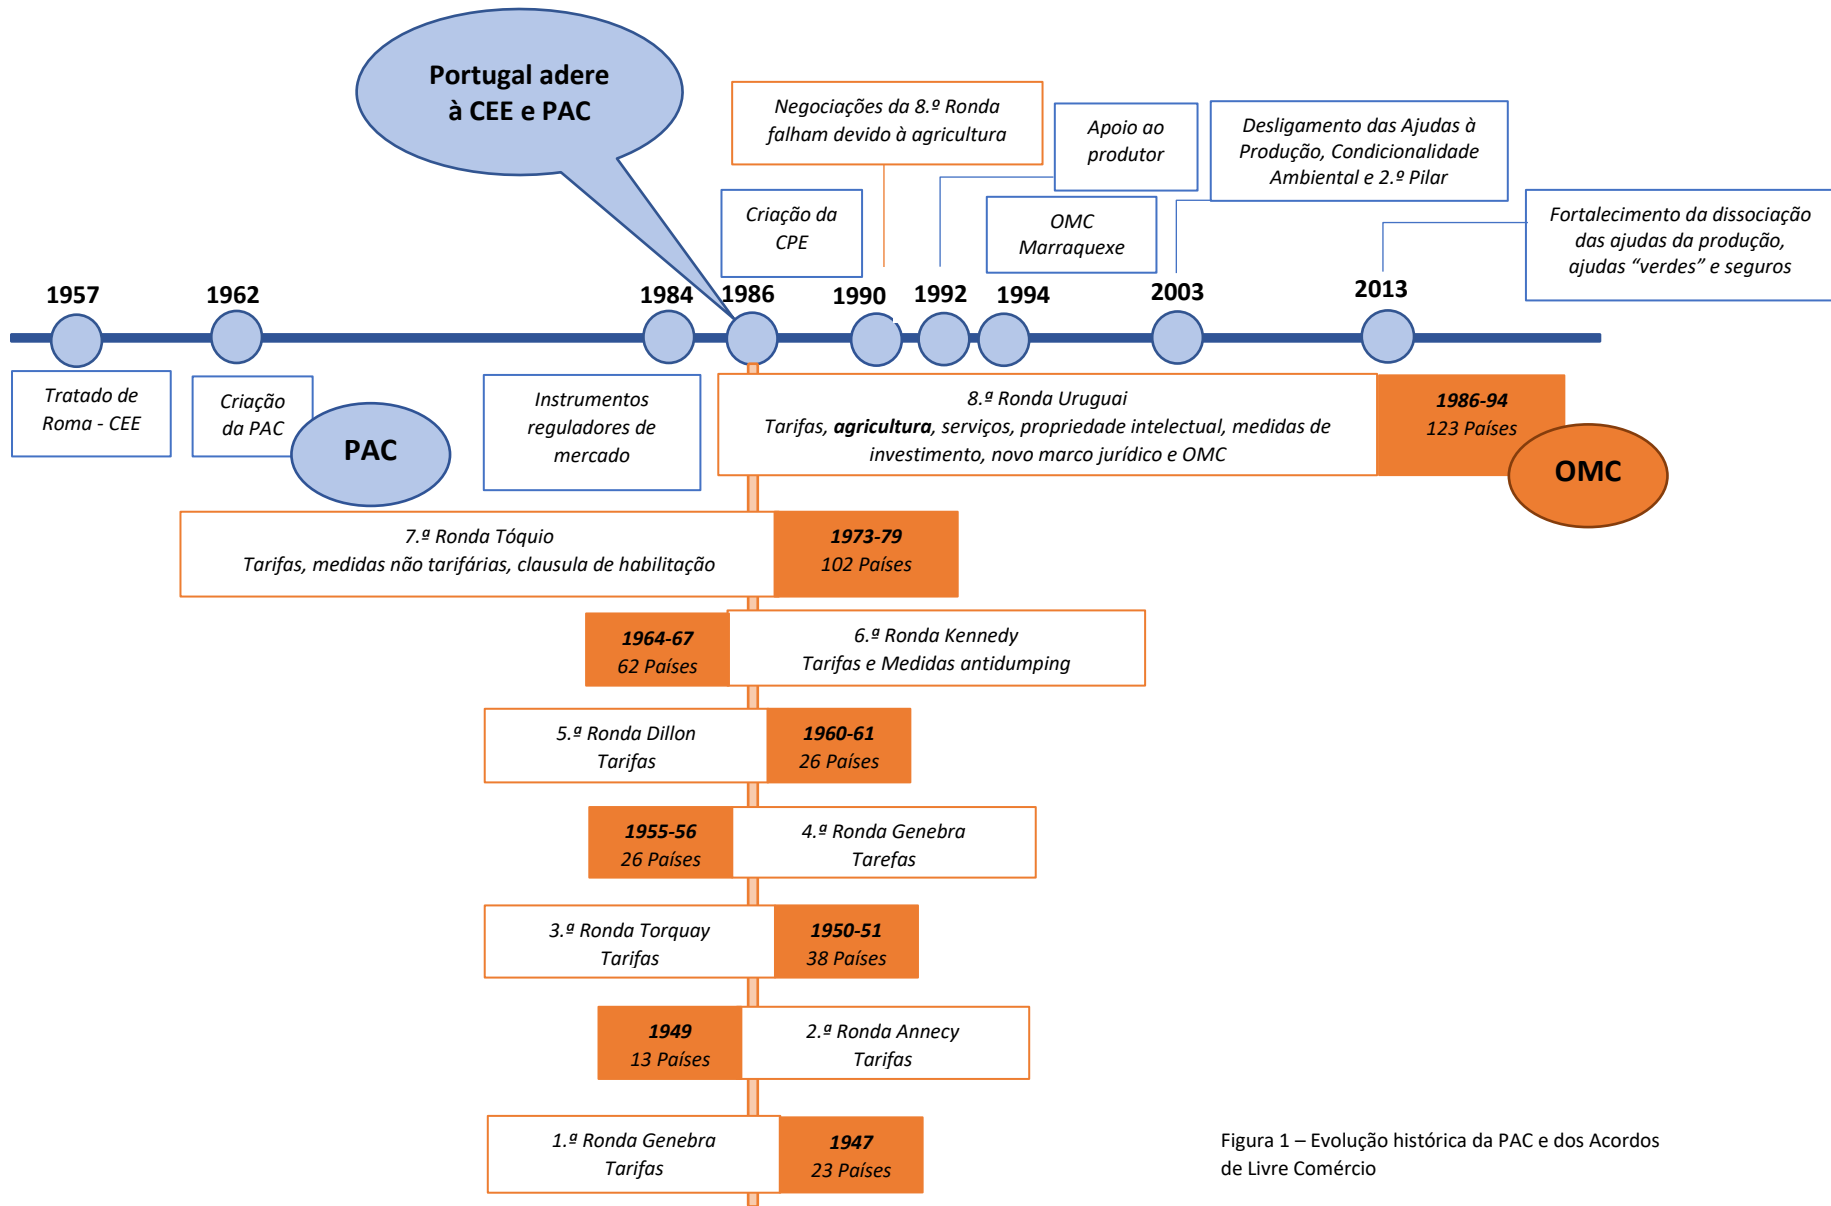 Portugal adere
à CEE e PAC
Negociações da 8.ª Ronda
falham devido à agricultura
Apoio ao
produtor
Desligamento das Ajudas à
Produção, Condicionalidade
Ambiental e 2.º Pilar
Criação da
CPE
OMC
Marraquexe
Fortalecimento da dissociação
das ajudas da produção,
ajudas “verdes” e seguros
1957
1962
1984
1986
1990
1992
1994
2003
2013
Tratado de
Roma - CEE
Criação
da PAC
PAC
Instrumentos
reguladores de
mercado
8.ª Ronda Uruguai
Tarifas, agricultura, serviços, propriedade intelectual, medidas de
investimento, novo marco jurídico e OMC
1986-94
123 Países
OMC
7.ª Ronda Tóquio
Tarifas, medidas não tarifárias, clausula de habilitação
1973-79
102 Países
1964-67
62 Países
6.ª Ronda Kennedy
Tarifas e Medidas antidumping
5.ª Ronda Dillon
Tarifas
1960-61
26 Países
1955-56
26 Países
4.ª Ronda Genebra
Tarefas
3.ª Ronda Torquay
Tarifas
1950-51
38 Países
1949
13 Países
2.ª Ronda Annecy
Tarifas
1.ª Ronda Genebra
Tarifas
1947
23 Países
Figura 1 – Evolução histórica da PAC e dos Acordos
de Livre Comércio